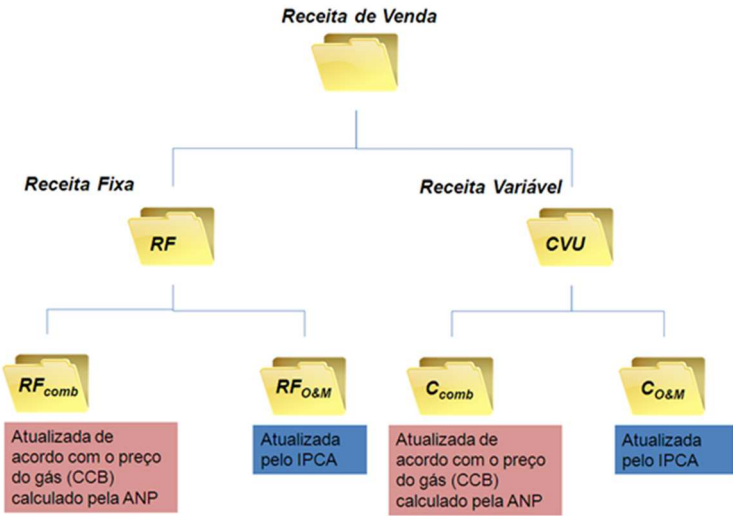 Receita de Venda
Receita Fixa
Receita Variável
RF
CVU
RFcomb
RFO&M
Ccomb
CO&M
Atualizada de
acordo com o preço
do gás (CCB)
calculado pela ANP
Atualizada
pelo IPCA
Atualizada de
acordo com o preço
do gás (CCB)
calculado pela ANP
Atualizada
pelo IPCA